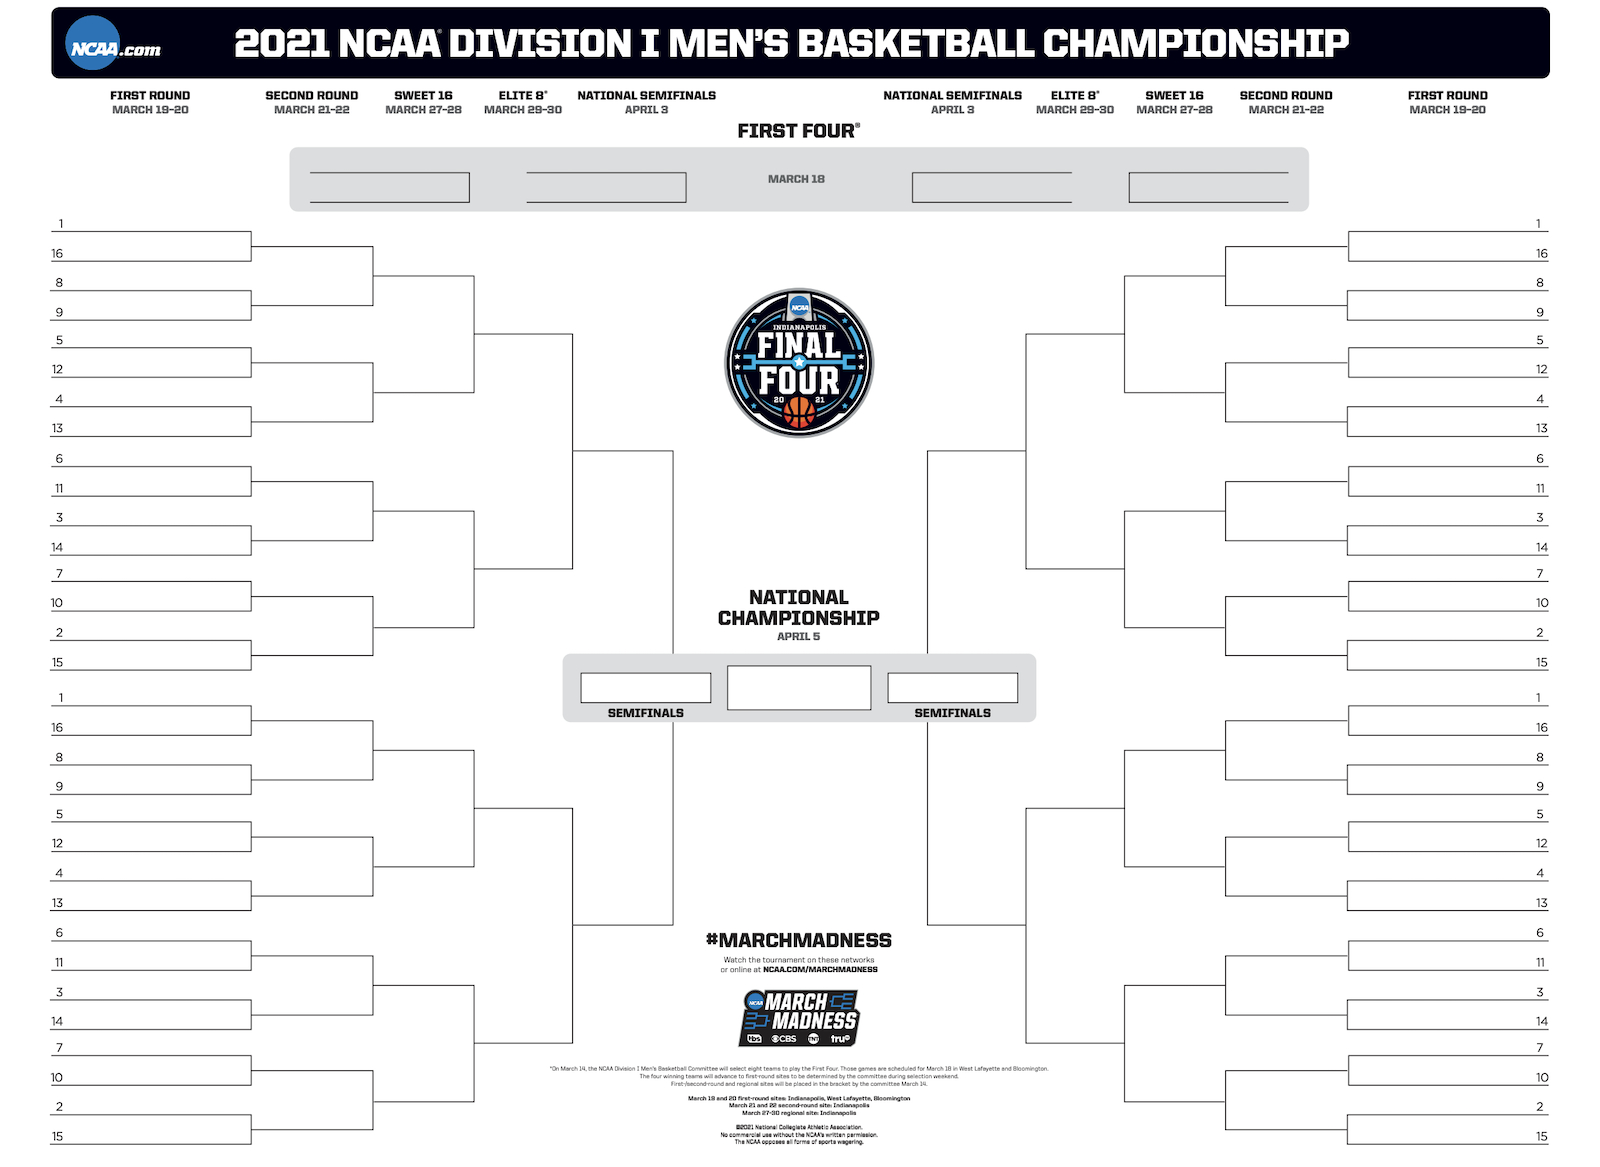 NCAA.com
2021 NCAA® DIVISION I MEN'S BASKETBALL CHAMPIONSHIP
FIRST ROUND SECOND ROUND SWEET 16 ELITE 8* NATIONAL SEMIFINALS NATIONAL SEMIFINALS ELITE 8* SWEET 16 SECOND ROUND FIRST ROUND
MARCH 19-20 MARCH 21-22 MARCH 27-28 MARCH 29-30 APRIL 3 APRIL 3 MARCH 29-30 MARCH 27-28 MARCH 21-22 MARCH 19-20
FIRST FOUR®
MARCH 18
1 1
16 16
8 8
9 9
5 5
12 12
4 4
13 13
6 6
11 11
3 3
14 14
7 7
10 10
2 2
15 15
NCAA
INDIANAPOLIS
FINAL
FOUR
20 21
NATIONAL
CHAMPIONSHIP
APRIL 5
SEMIFINALS SEMIFINALS
1 1
16 16
8 8
9 9
5 5
12 12
4 4
13 13
6 6
11 11
3 3
14 14
7 7
10 10
2 2
15 15
#MARCHMADNESS
Watch the tournament on these networks
or online at NCAA.COM/MARCHMADNESS
NCAA MARCH
MADNESS
tbs CBS TNT tru
*On March 14, the NCAA Division I Men's Basketball Committee will select eight teams to play the First Four. Those games are scheduled for March 18 in West Lafayette and Bloomington.
The four winning teams will advance to first-round sites to be determined by the committee during selection weekend.
First-/second-round and regional sites will be placed in the bracket by the committee March 14.
March 19 and 20 first-round sites: Indianapolis, West Lafayette, Bloomington
March 21 and 22 second-round site: Indianapolis
March 27-30 regional site: Indianapolis
©2021 National Collegiate Athletic Association.
No commercial use without the NCAA's written permission.
The NCAA opposes all forms of sports wagering.